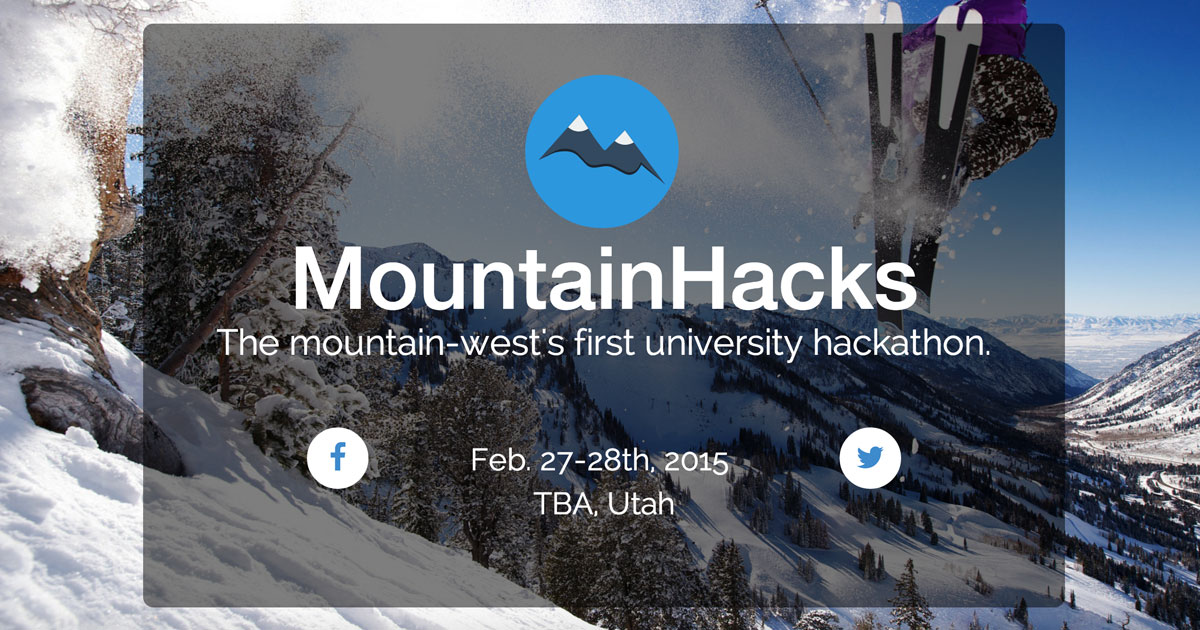 MountainHacks
The mountain-west's first university hackathon.
Feb. 27-28th, 2015
TBA, Utah